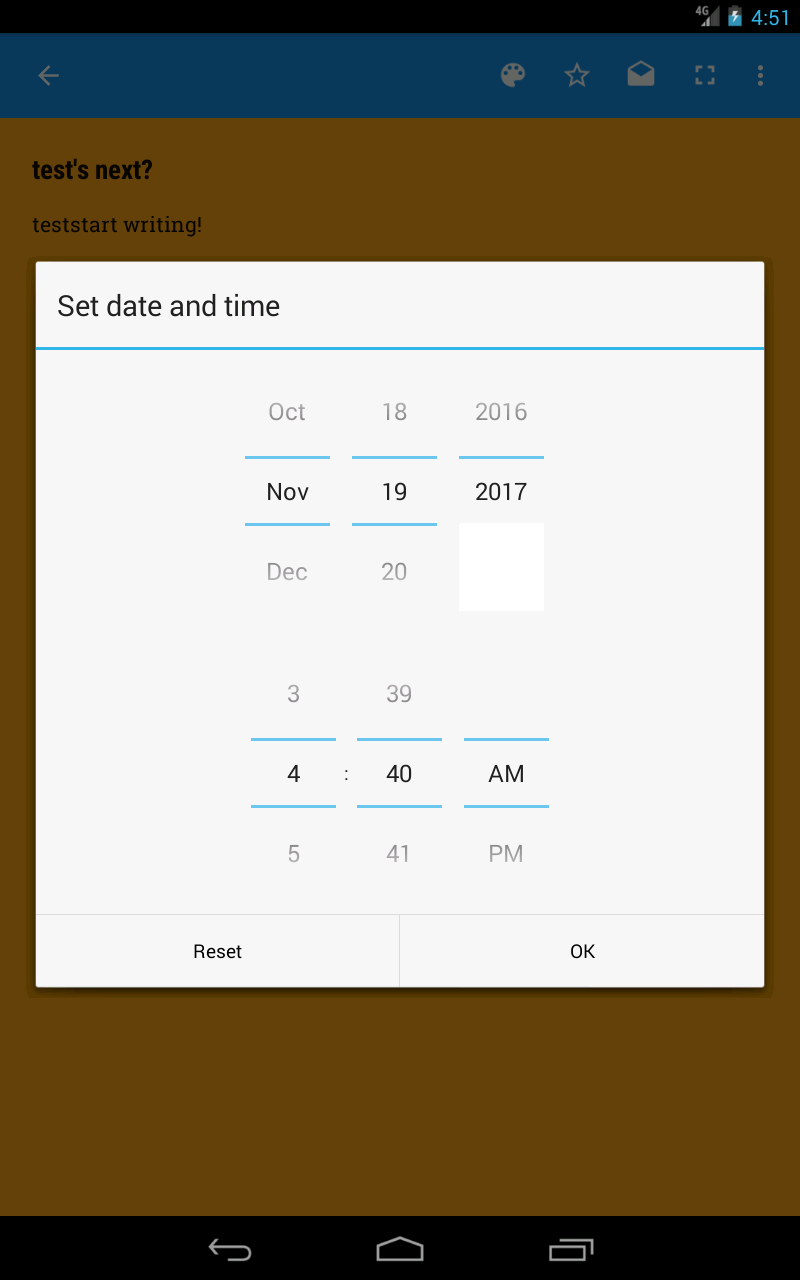 4G 4:51
test's next?
teststart writing!
Set date and time
Oct 18 2016
Nov 19 2017
Dec 20
3 39
4 : 40 AM
5 41 PM
Reset OK